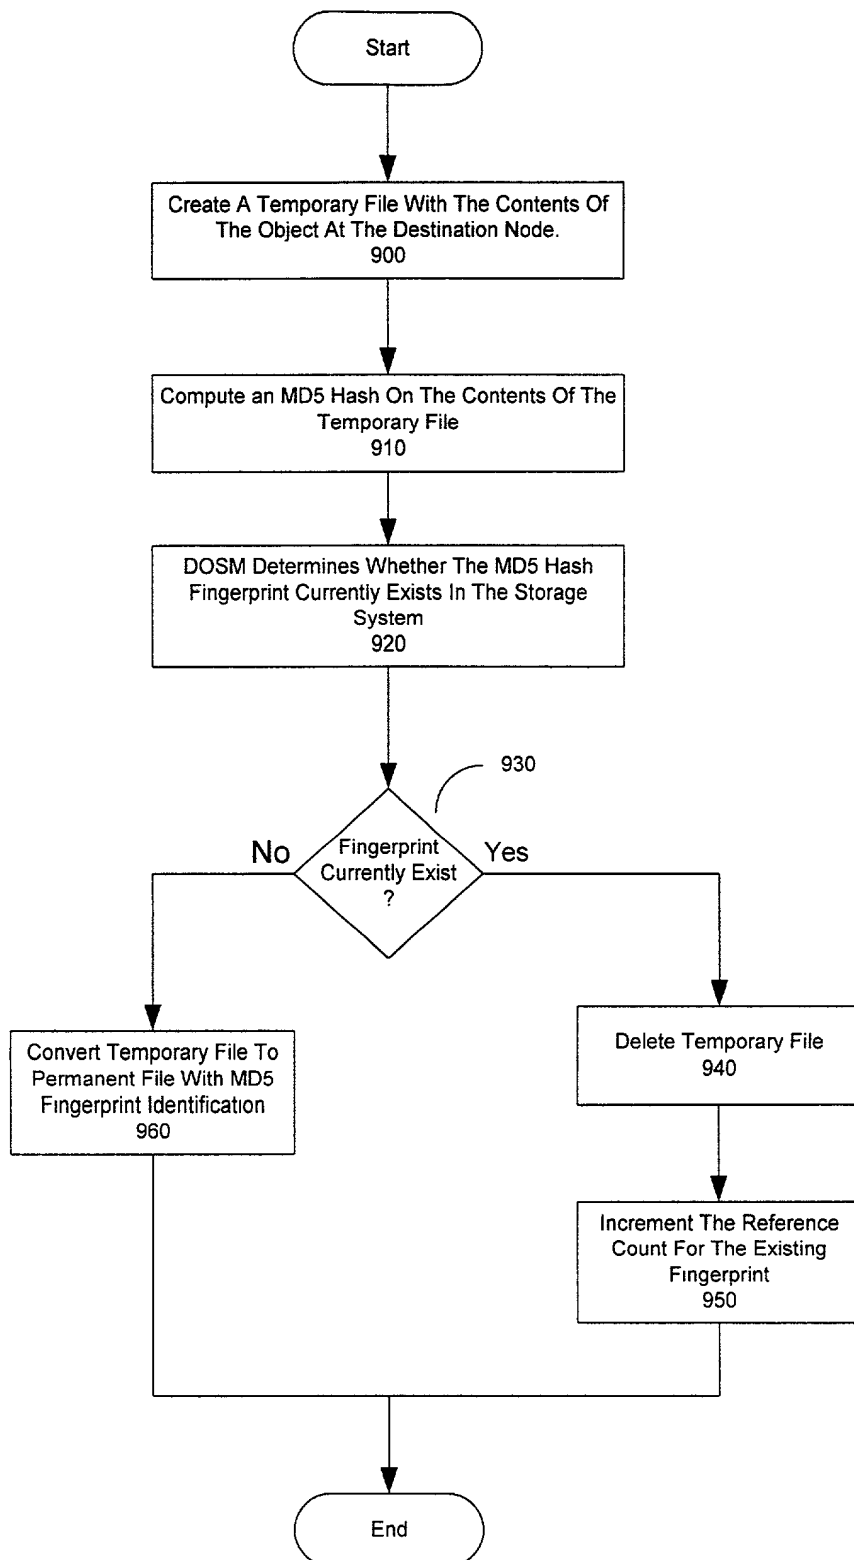 Start
Create A Temporary File With The Contents Of
The Object At The Destination Node.
900
Compute an MD5 Hash On The Contents Of The
Temporary File
910
DOSM Determines Whether The MD5 Hash
Fingerprint Currently Exists In The Storage
System
920
930
No
Fingerprint
Currently Exist
?
Yes
Convert Temporary File To
Permanent File With MD5
Fingerprint Identification
960
Delete Temporary File
940
Increment The Reference
Count For The Existing
Fingerprint
950
End